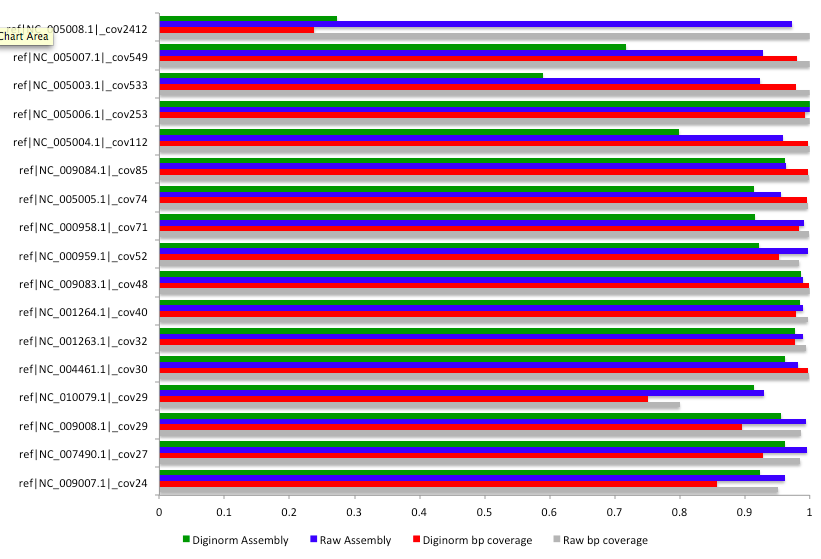 ref|NC_005008.1|_cov2412
Chart Area
ref|NC_005007.1|_cov549
ref|NC_005003.1|_cov533
ref|NC_005006.1|_cov253
ref|NC_005004.1|_cov112
ref|NC_009084.1|_cov85
ref|NC_005005.1|_cov74
ref|NC_000958.1|_cov71
ref|NC_000959.1|_cov52
ref|NC_009083.1|_cov48
ref|NC_001264.1|_cov40
ref|NC_001263.1|_cov32
ref|NC_004461.1|_cov30
ref|NC_010079.1|_cov29
ref|NC_009008.1|_cov29
ref|NC_007490.1|_cov27
ref|NC_009007.1|_cov24
0 0.1 0.2 0.3 0.4 0.5 0.6 0.7 0.8 0.9 1
Diginorm Assembly Raw Assembly Diginorm bp coverage Raw bp coverage